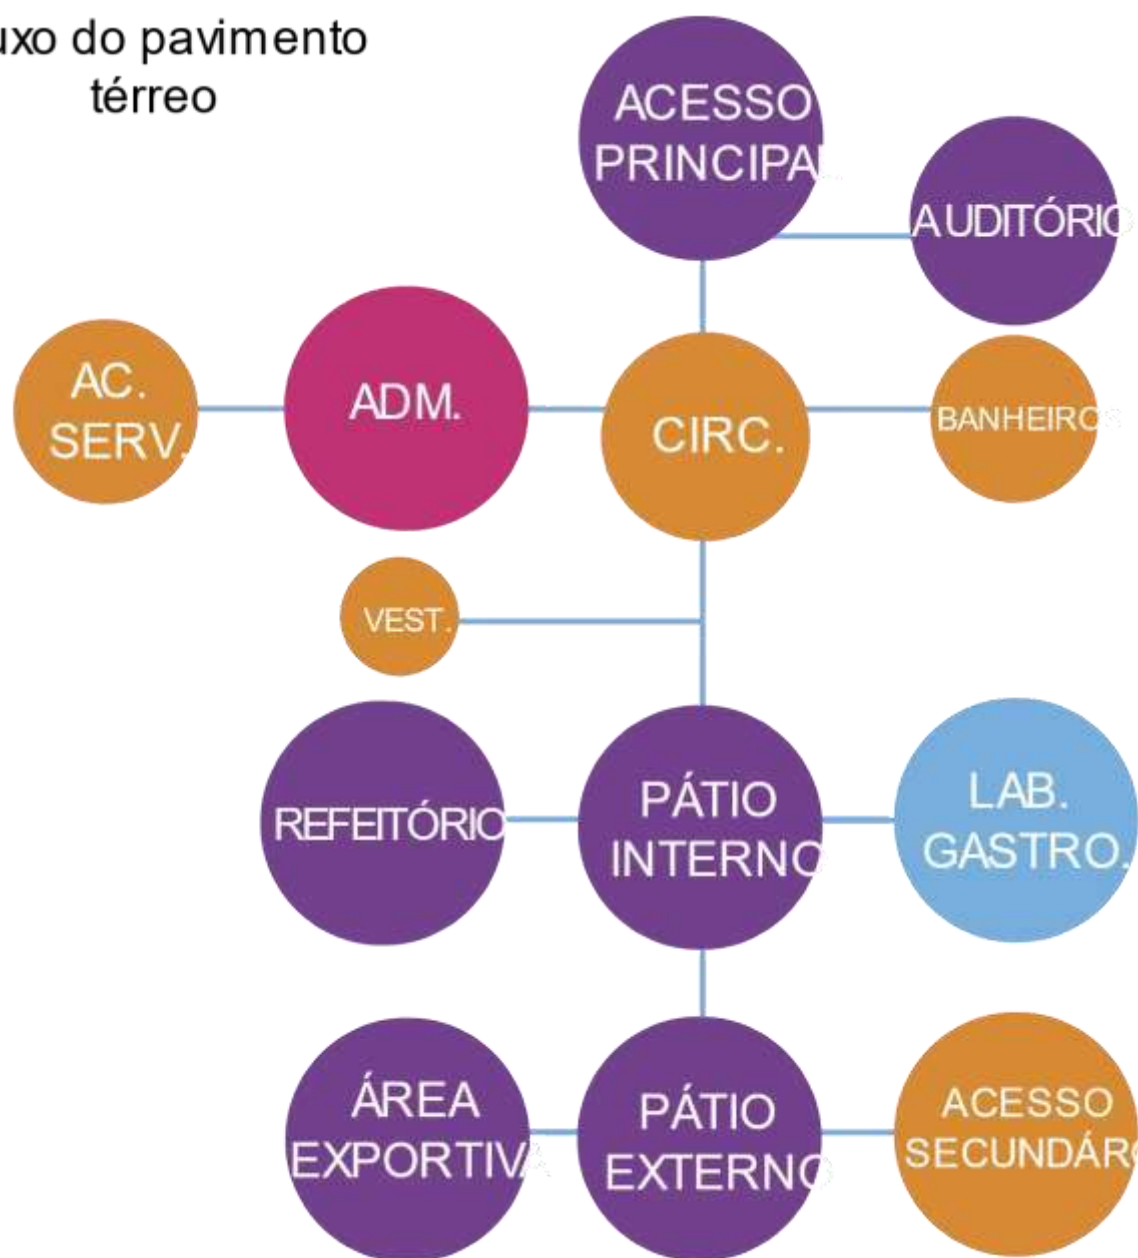 uxo do pavimento
térreo
ACESSO
PRINCIPAL
AUDITÓRIO
AC.
SERV.
ADM.
CIRC.
BANHEIROS
VEST.
REFEITÓRIO
PÁTIO
INTERNO
LAB.
GASTRO.
ÁREA
EXPORTIVA
PÁTIO
EXTERNO
ACESSO
SECUNDÁRO